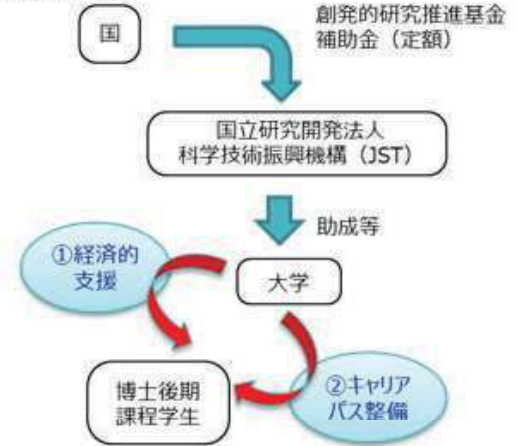 国
創発的研究推進基金
補助金（定額）
国立研究開発法人
科学技術振興機構（JST）
助成等
①経済的
支援
大学
博士後期
課程学生
②キャリア
パス整備